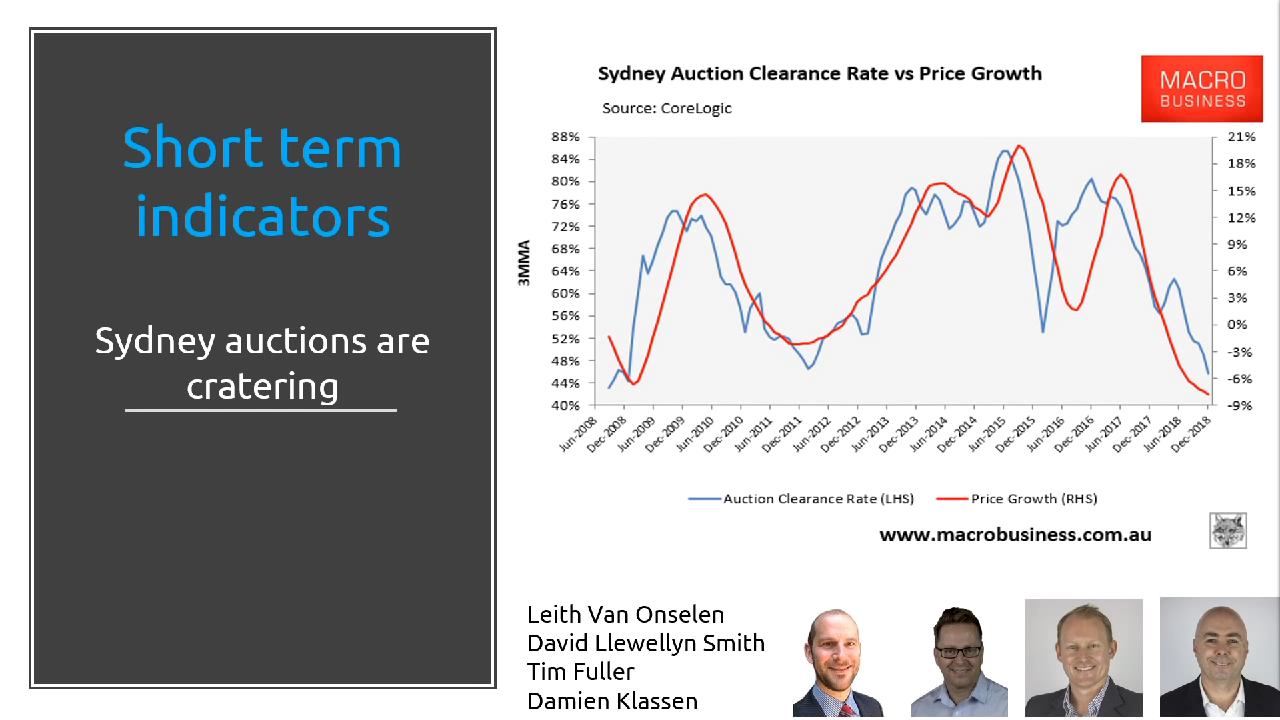 Short term
indicators
Sydney auctions are
cratering
Sydney Auction Clearance Rate vs Price Growth
Source: CoreLogic
MACRO
BUSINESS
88%
84%
80%
76%
72%
68%
64%
60%
56%
52%
48%
44%
40%
3MMA
21%
18%
15%
12%
9%
6%
3%
0%
-3%
-6%
-9%
Jun-2008
Dec-2008
Jun-2009
Dec-2009
Jun-2010
Dec-2010
Jun-2011
Dec-2011
Jun-2012
Dec-2012
Jun-2013
Dec-2013
Jun-2014
Dec-2014
Jun-2015
Dec-2015
Jun-2016
Dec-2016
Jun-2017
Dec-2017
Jun-2018
Dec-2018
Auction Clearance Rate (LHS)
Price Growth (RHS)
www.macrobusiness.com.au
Leith Van Onselen
David Llewellyn Smith
Tim Fuller
Damien Klassen